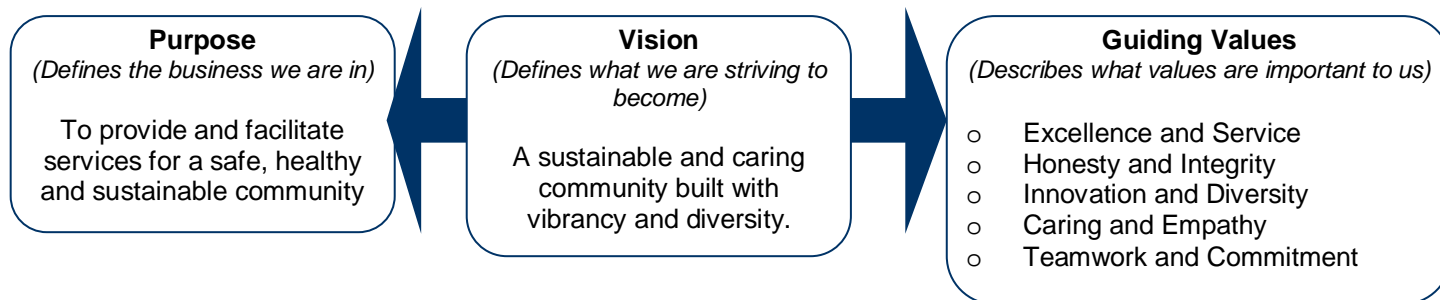 Purpose
(Defines the business we are in)
To provide and facilitate
services for a safe, healthy
and sustainable community
Vision
(Defines what we are striving to
become)
A sustainable and caring
community built with
vibrancy and diversity.
Guiding Values
(Describes what values are important to us)
o Excellence and Service
o Honesty and Integrity
o Innovation and Diversity
o Caring and Empathy
o Teamwork and Commitment